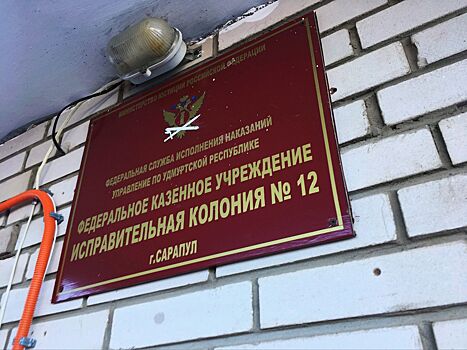 МИНИСТЕРСТВО ЮСТИЦИИ РОССИЙСКОЙ ФЕДЕРАЦИИ
ФЕДЕРАЛЬНАЯ СЛУЖБА ИСПОЛНЕНИЯ НАКАЗАНИЙ
УПРАВЛЕНИЕ ПО УДМУРТСКОЙ РЕСПУБЛИКЕ
ФЕДЕРАЛЬНОЕ КАЗЕННОЕ УЧРЕЖДЕНИЕ
ИСПРАВИТЕЛЬНАЯ КОЛОНИЯ № 12
г.САРАПУЛ